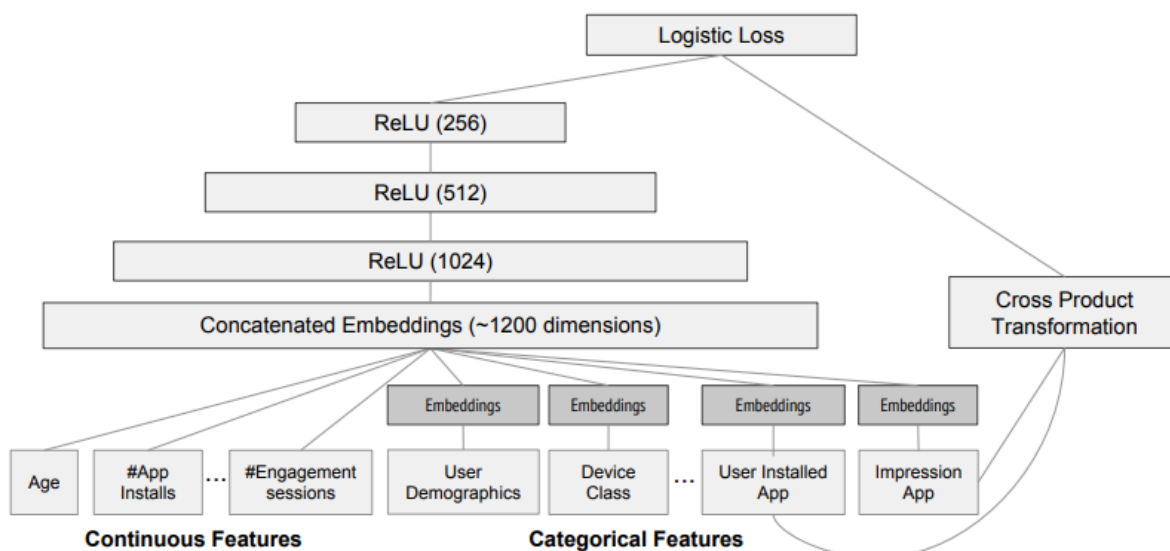 Logistic Loss
ReLU (256)
ReLU (512)
ReLU (1024)
Concatenated Embeddings (~1200 dimensions)
Cross Product
Transformation
Embeddings
Embeddings
Embeddings
Embeddings
Age
#App
Installs
...
#Engagement
sessions
User
Demographics
Device
Class
...
User Installed
App
Impression
App
Continuous Features
Categorical Features